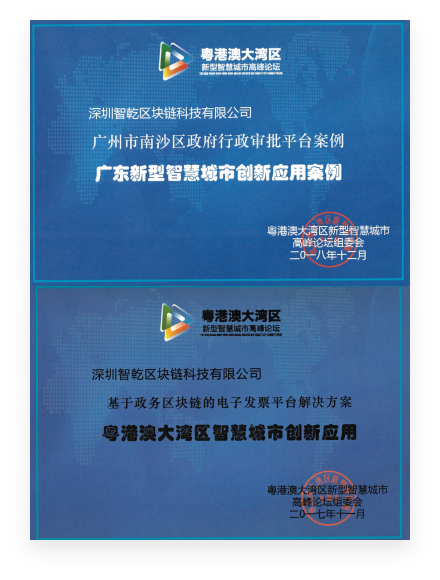 粤港澳大湾区
新型智慧城市高峰论坛
深圳智乾区块链科技有限公司
广州市南沙区政府行政审批平台案例
广东新型智慧城市创新应用案例
粤港澳大湾区新型智慧城市
高峰论坛组委会
二〇一八年十二月
粤港澳大湾区
新型智慧城市高峰论坛
深圳智乾区块链科技有限公司
基于政务区块链的电子发票平台解决方案
粤港澳大湾区智慧城市创新应用
粤港澳大湾区新型智慧城市
高峰论坛组委会
二〇一七年十一月